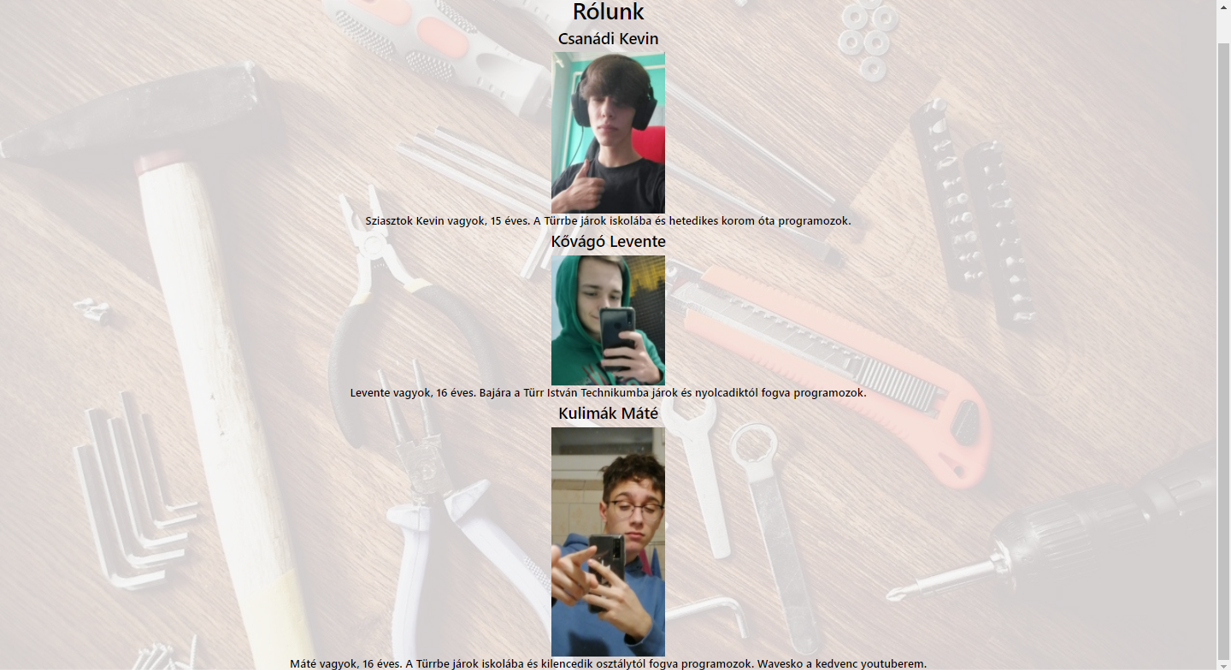 Rólunk
Csanádi Kevin
Sziasztok Kevin vagyok, 15 éves. A Türrbe járok iskolába és hetedikes korom óta programozok.
Kővágó Levente
Levente vagyok, 16 éves. Bajára a Türr István Technikumba járok és nyolcadiktól fogva programozok.
Kulimák Máté
Máté vagyok, 16 éves. A Türrbe járok iskolába és kilencedik osztálytól fogva programozok. Wavesko a kedvenc youtuberem.